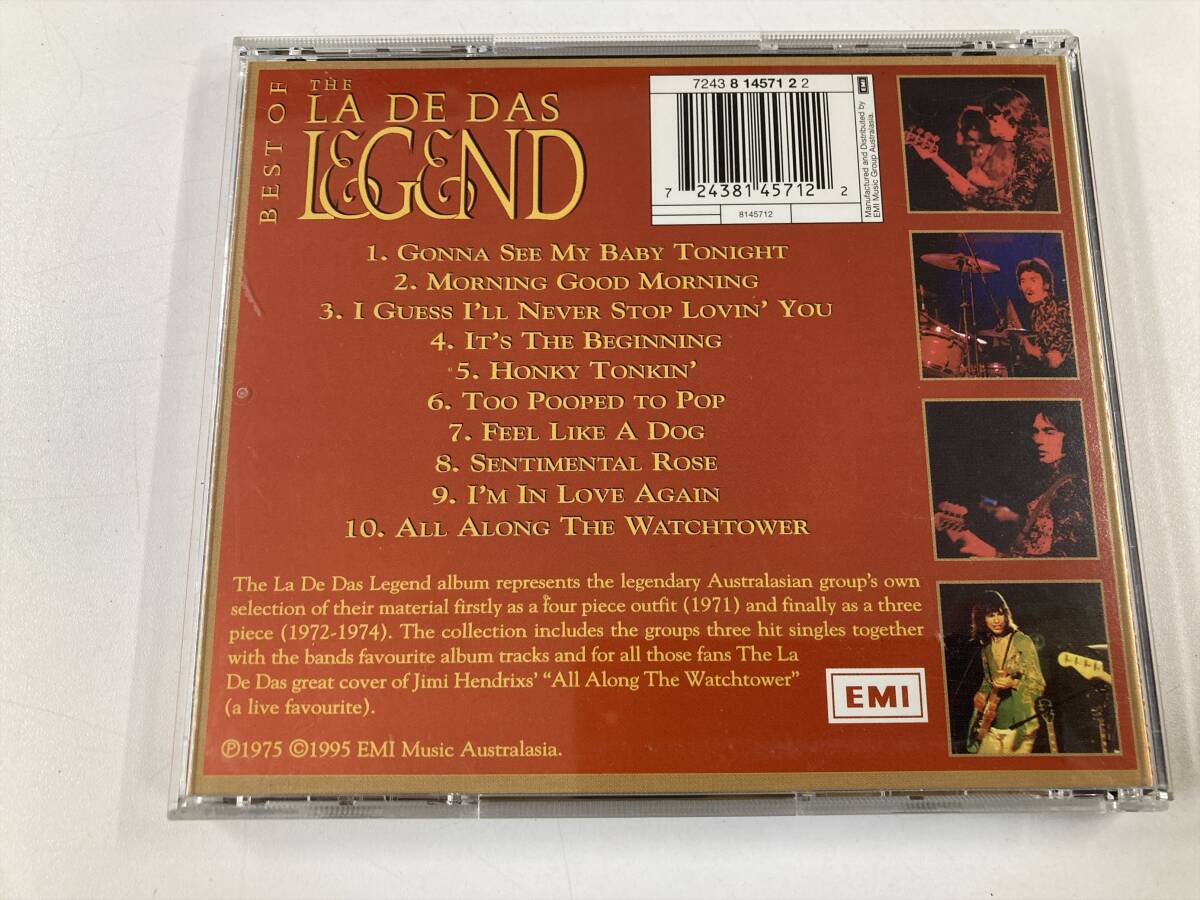 BEST OF
THE
LA DE DAS
LEGEND
7243 8 14571 2 2
7 24381 45712 2
8145712
Manufactured and Distributed by
EMI Music Group Australasia.
EMI
1. GONNA SEE MY BABY TONIGHT
2. MORNING GOOD MORNING
3. I GUESS I'LL NEVER STOP LOVIN' YOU
4. IT'S THE BEGINNING
5. HONKY TONKIN'
6. TOO POOPED TO POP
7. FEEL LIKE A DOG
8. SENTIMENTAL ROSE
9. I'M IN LOVE AGAIN
10. ALL ALONG THE WATCHTOWER
The La De Das Legend album represents the legendary Australasian group's own
selection of their material firstly as a four piece outfit (1971) and finally as a three
piece (1972-1974). The collection includes the groups three hit singles together
with the bands favourite album tracks and for all those fans The La
De Das great cover of Jimi Hendrixs' "All Along The Watchtower"
(a live favourite).
EMI
℗1975 ©1995 EMI Music Australasia.